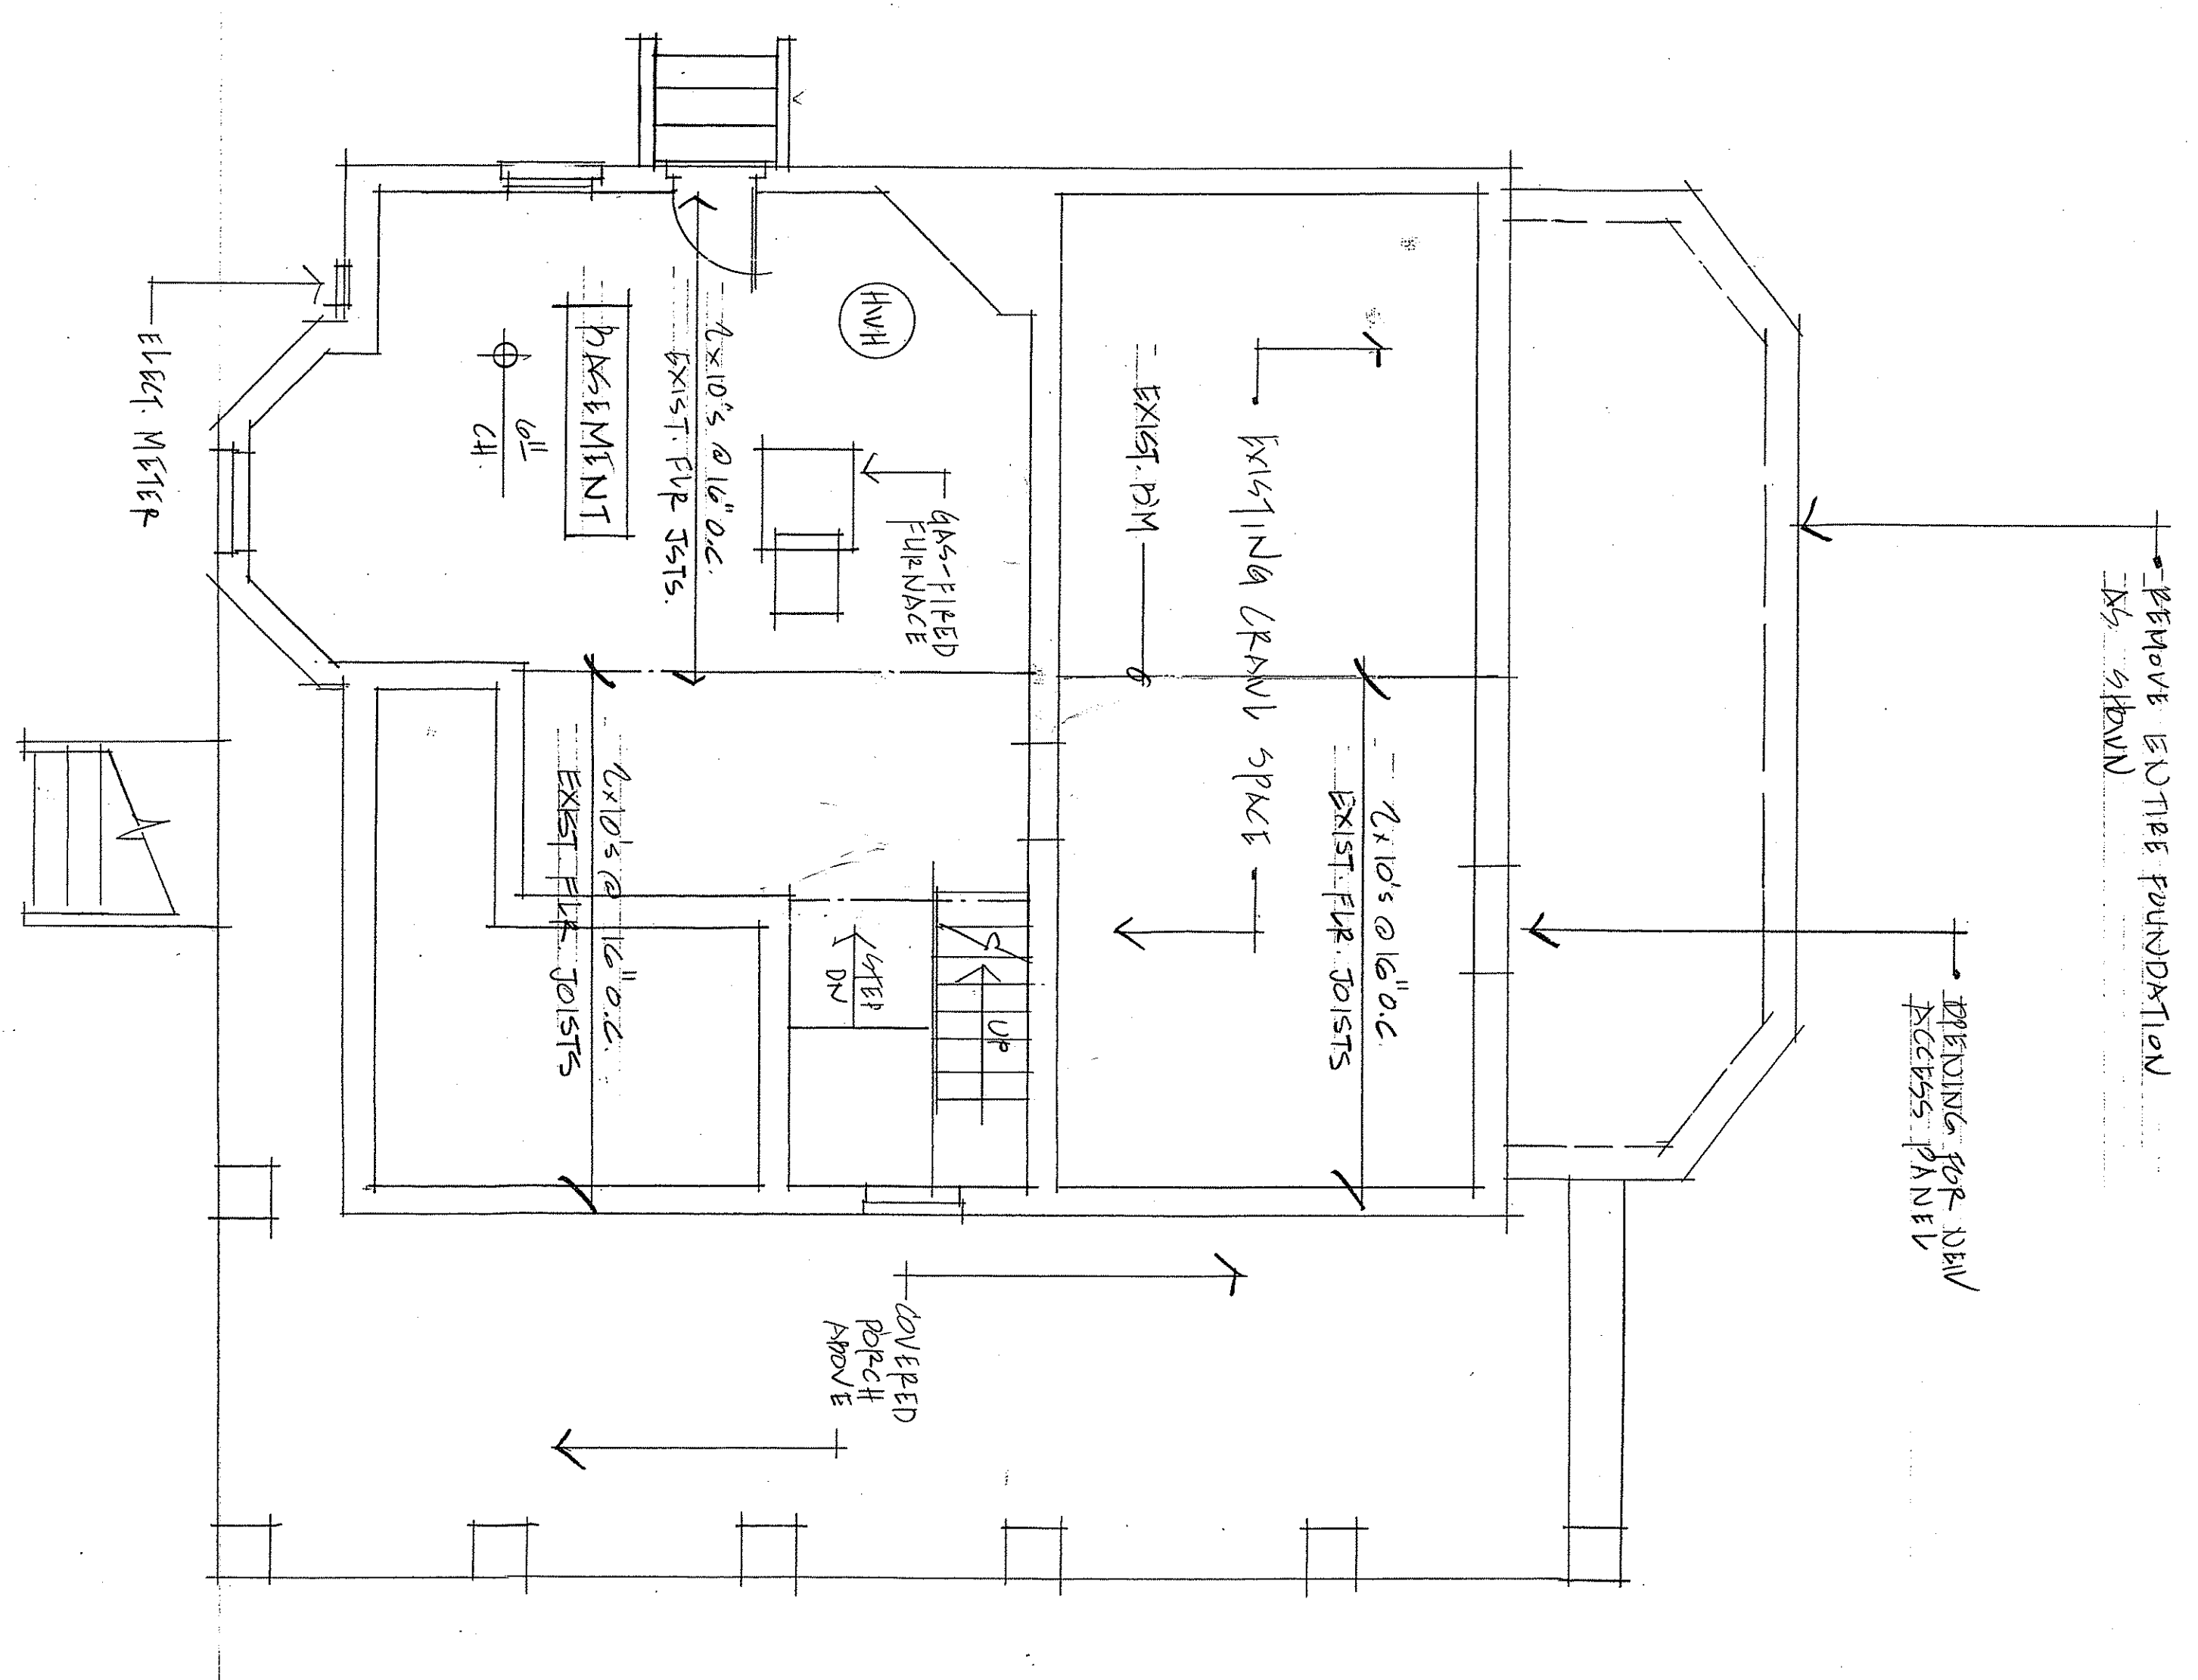 REMOVE ENTIRE FOUNDATION
AS SHOWN
OPENING FOR NEW
ACCESS PANEL
2x10's @ 16" O.C.
EXIST. FLR. JOISTS
EXISTING CRAWL SPACE
EXIST. BM
GAS-FIRED
FURNACE
HWH
UP
STEP
DN
COVERED
PORCH
ABOVE
2x10's @ 16" O.C.
EXIST. FLR JSTS.
BASEMENT
2x10's @ 16" O.C.
EXIST. FLR. JOISTS
CH
ELECT. METER